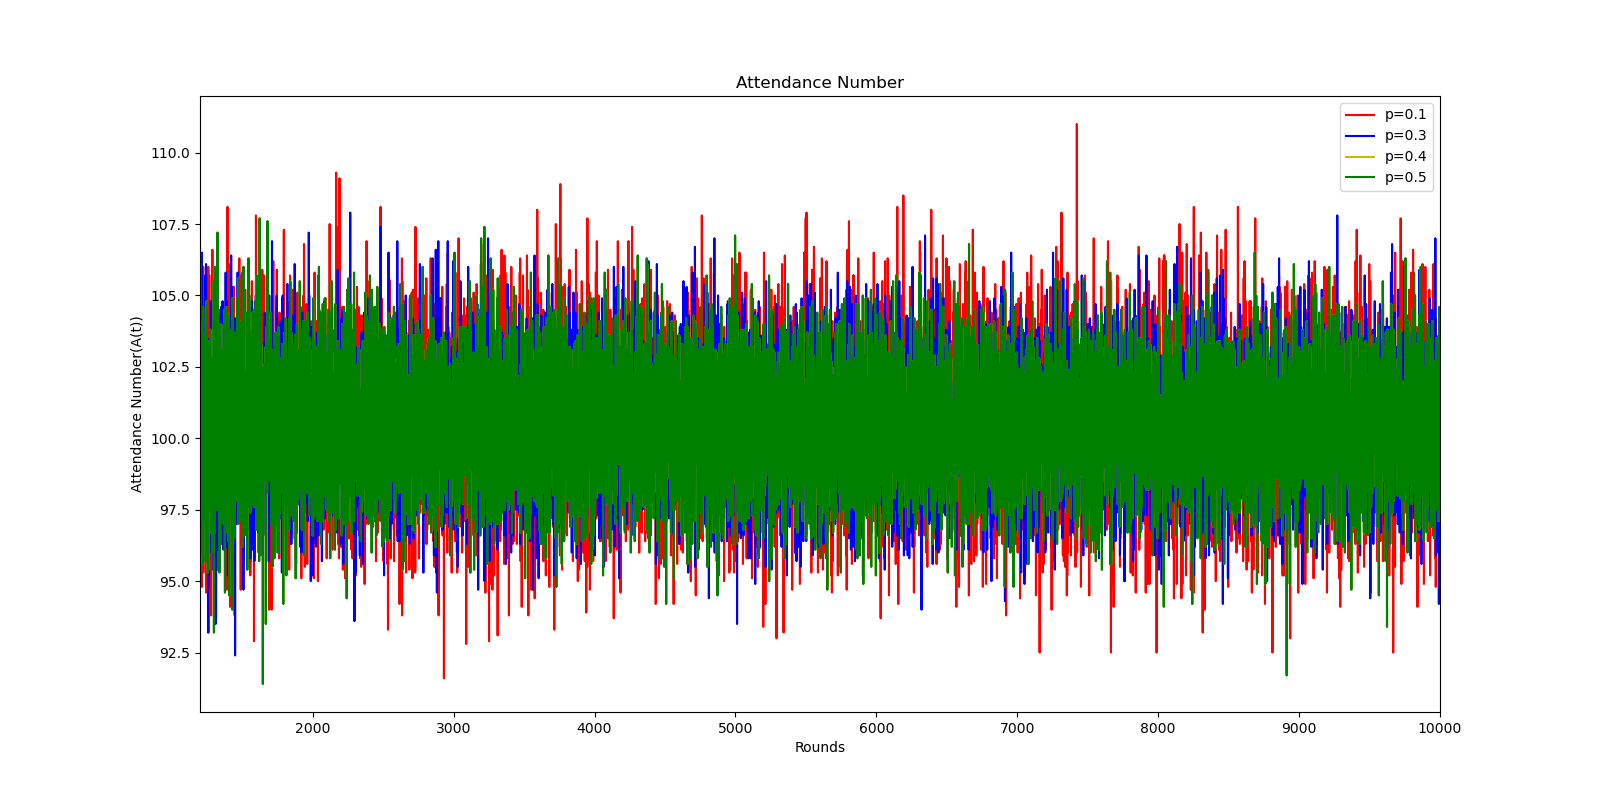 Attendance Number
p=0.1
p=0.3
p=0.4
p=0.5
110.0
107.5
105.0
102.5
100.0
97.5
95.0
92.5
Attendance Number(A(t))
2000 3000 4000 5000 6000 7000 8000 9000 10000
Rounds